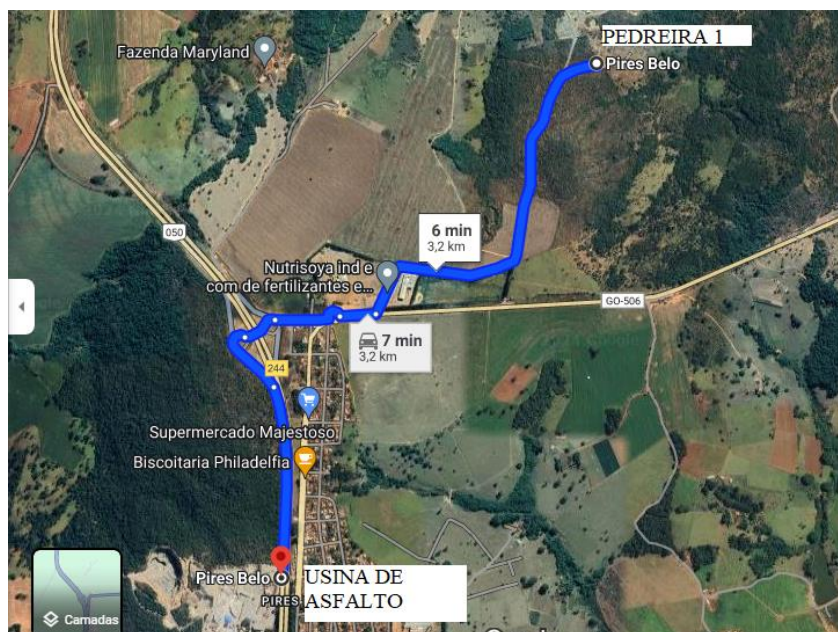 PEDREIRA 1
Fazenda Maryland
Pires Belo
050
6 min
3,2 km
Nutrisoya ind e
com de fertilizantes e...
GO-506
7 min
3,2 km
244
Supermercado Majestoso
Biscoitaria Philadelfia
Pires Belo
USINA DE
ASFALTO
PIRES
Camadas